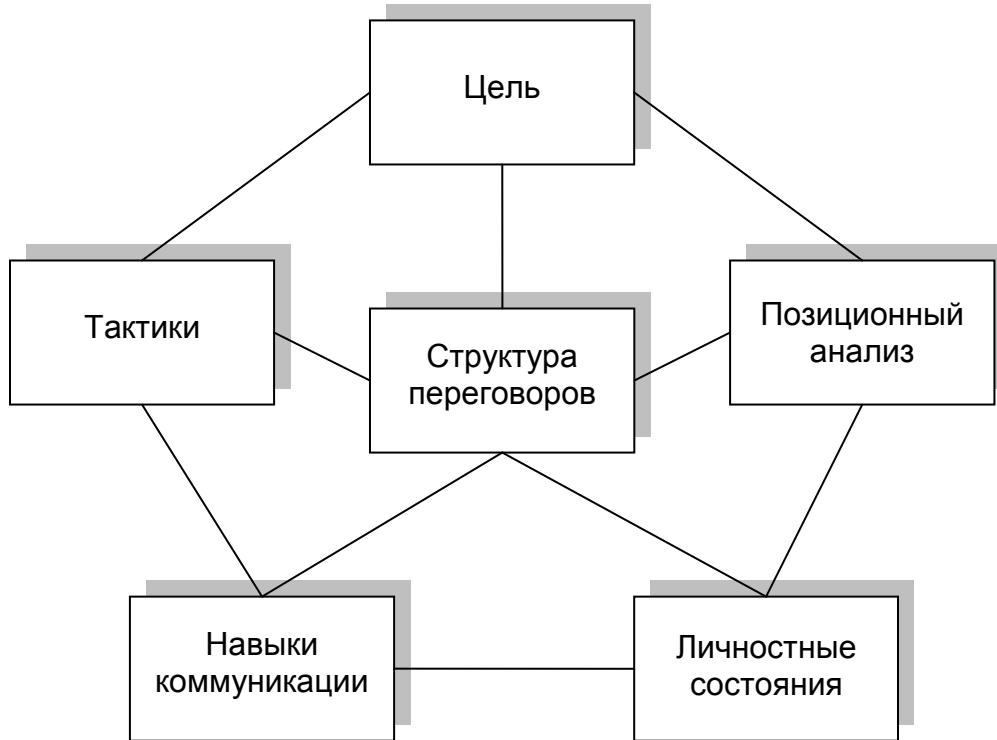 Цель
Тактики
Позиционный
анализ
Структура
переговоров
Навыки
коммуникации
Личностные
состояния